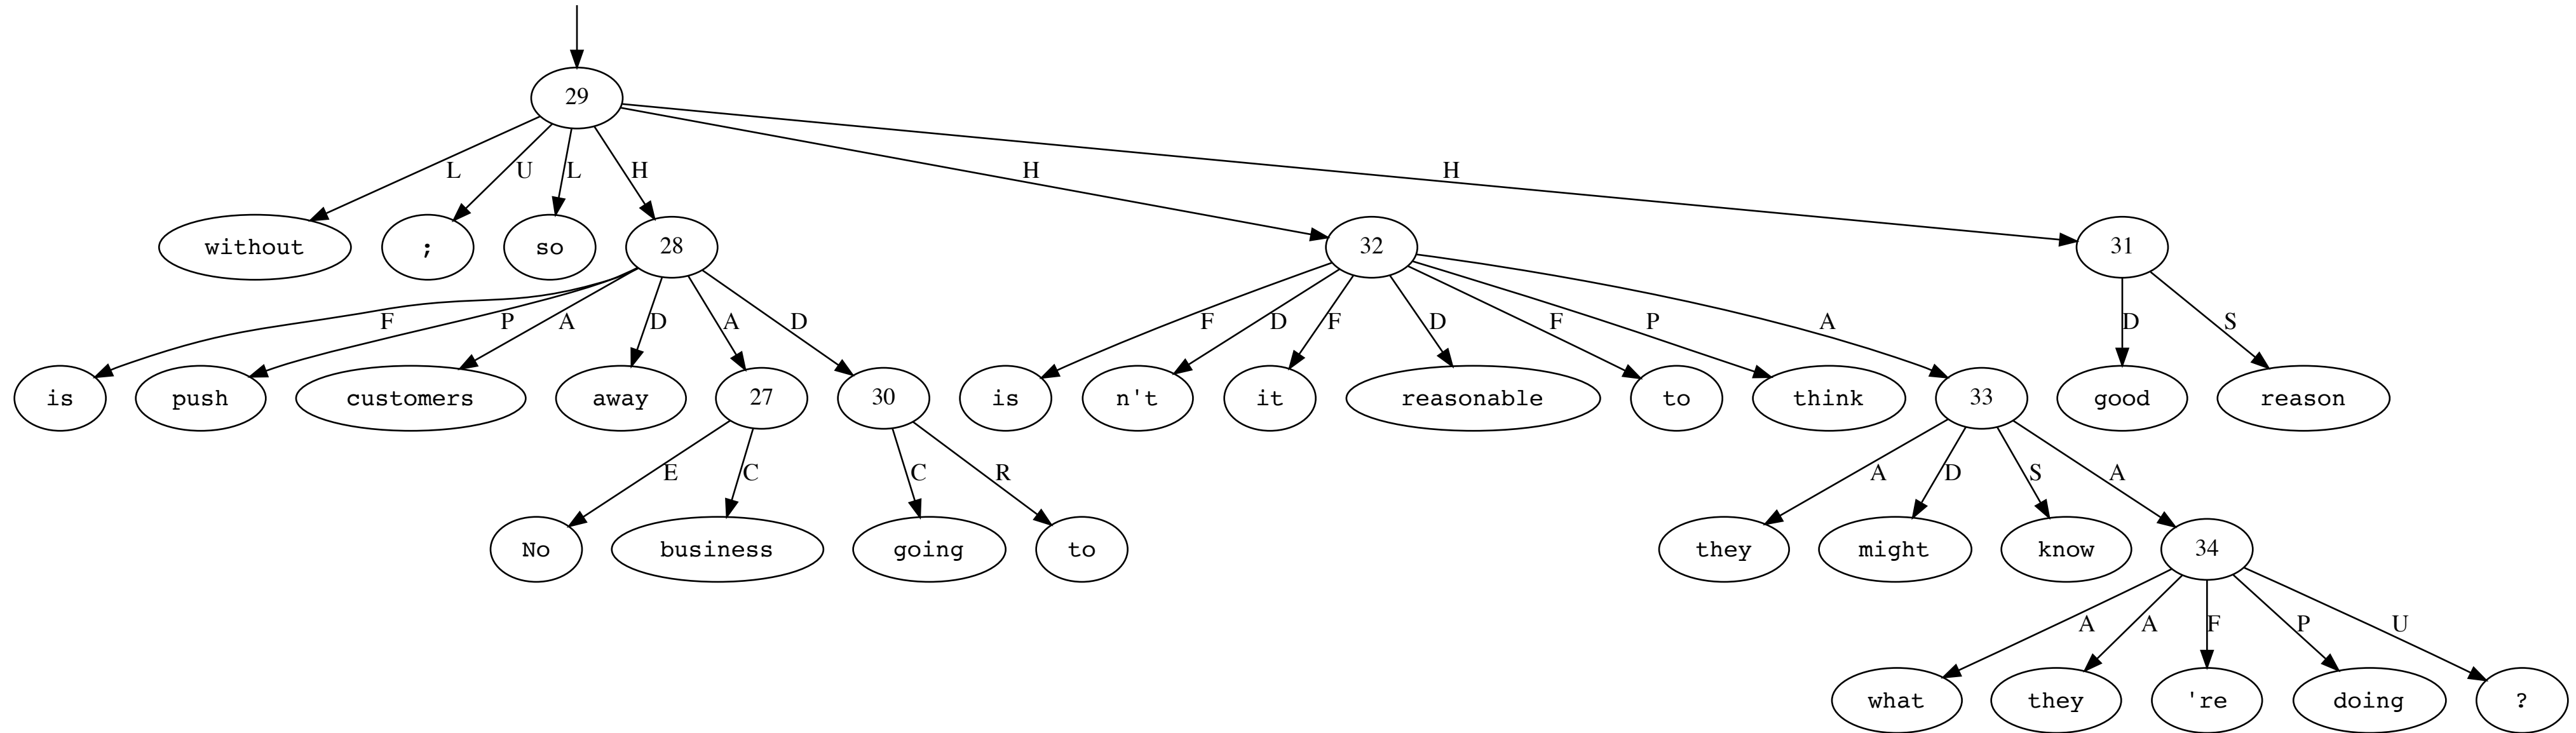 29
L U L H H H
without ; so 28 32 31
F P A D A D F D F D F P A D S
is push customers away 27 30 is n't it reasonable to think 33 good reason
E C C R A D S A
No business going to they might know 34
A A F P U
what they 're doing ?